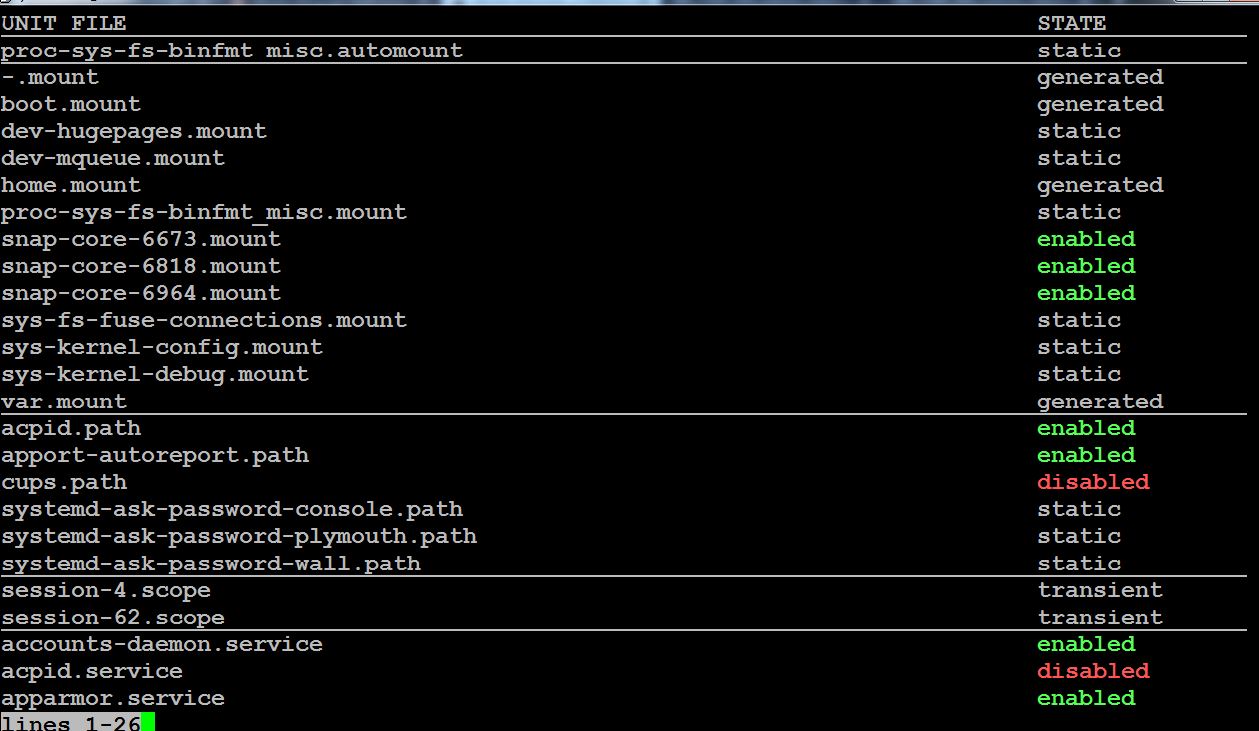 UNIT FILE STATE
proc-sys-fs-binfmt_misc.automount static
-.mount generated
boot.mount generated
dev-hugepages.mount static
dev-mqueue.mount static
home.mount generated
proc-sys-fs-binfmt_misc.mount static
snap-core-6673.mount enabled
snap-core-6818.mount enabled
snap-core-6964.mount enabled
sys-fs-fuse-connections.mount static
sys-kernel-config.mount static
sys-kernel-debug.mount static
var.mount generated
acpid.path enabled
apport-autoreport.path enabled
cups.path disabled
systemd-ask-password-console.path static
systemd-ask-password-plymouth.path static
systemd-ask-password-wall.path static
session-4.scope transient
session-62.scope transient
accounts-daemon.service enabled
acpid.service disabled
apparmor.service enabled
lines 1-26